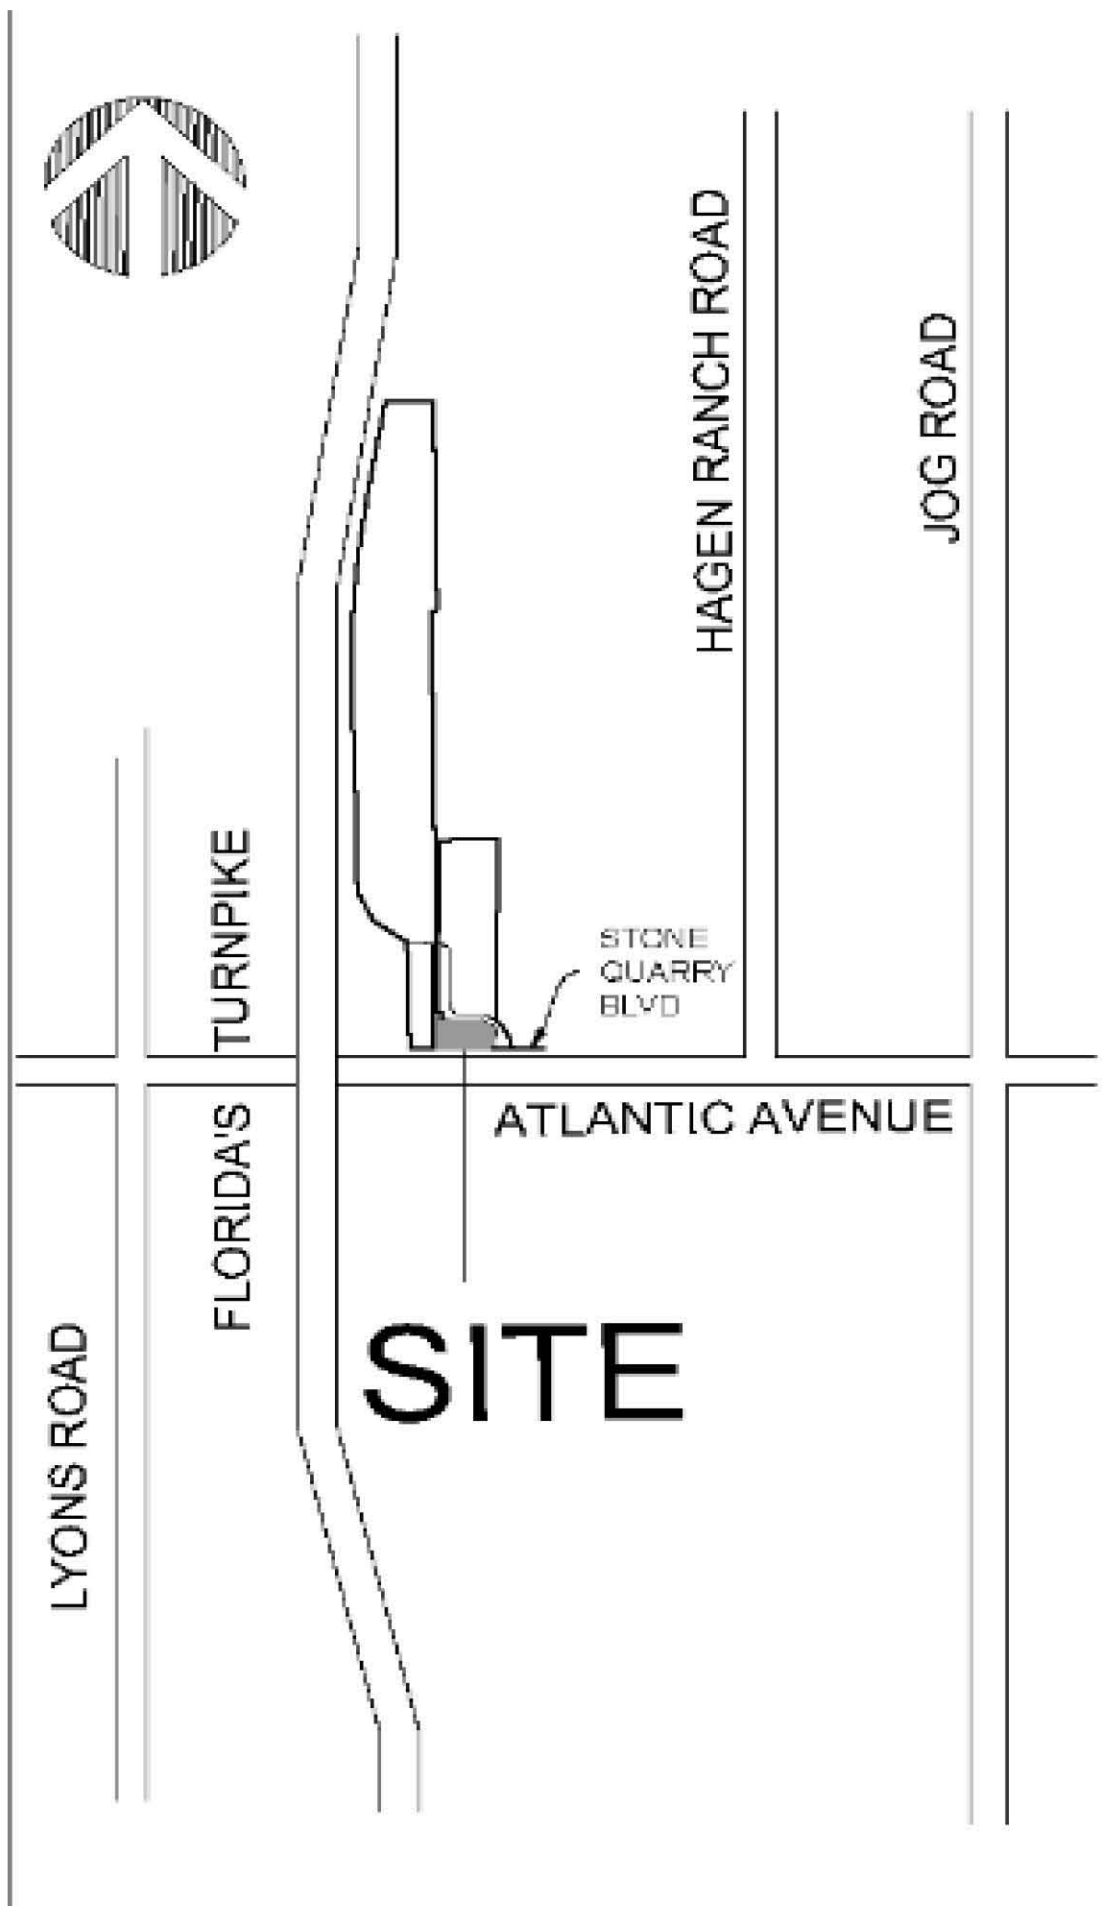 HAGEN RANCH ROAD
JOG ROAD
TURNPIKE
STONE
QUARRY
BLVD
FLORIDA'S
ATLANTIC AVENUE
SITE
LYONS ROAD